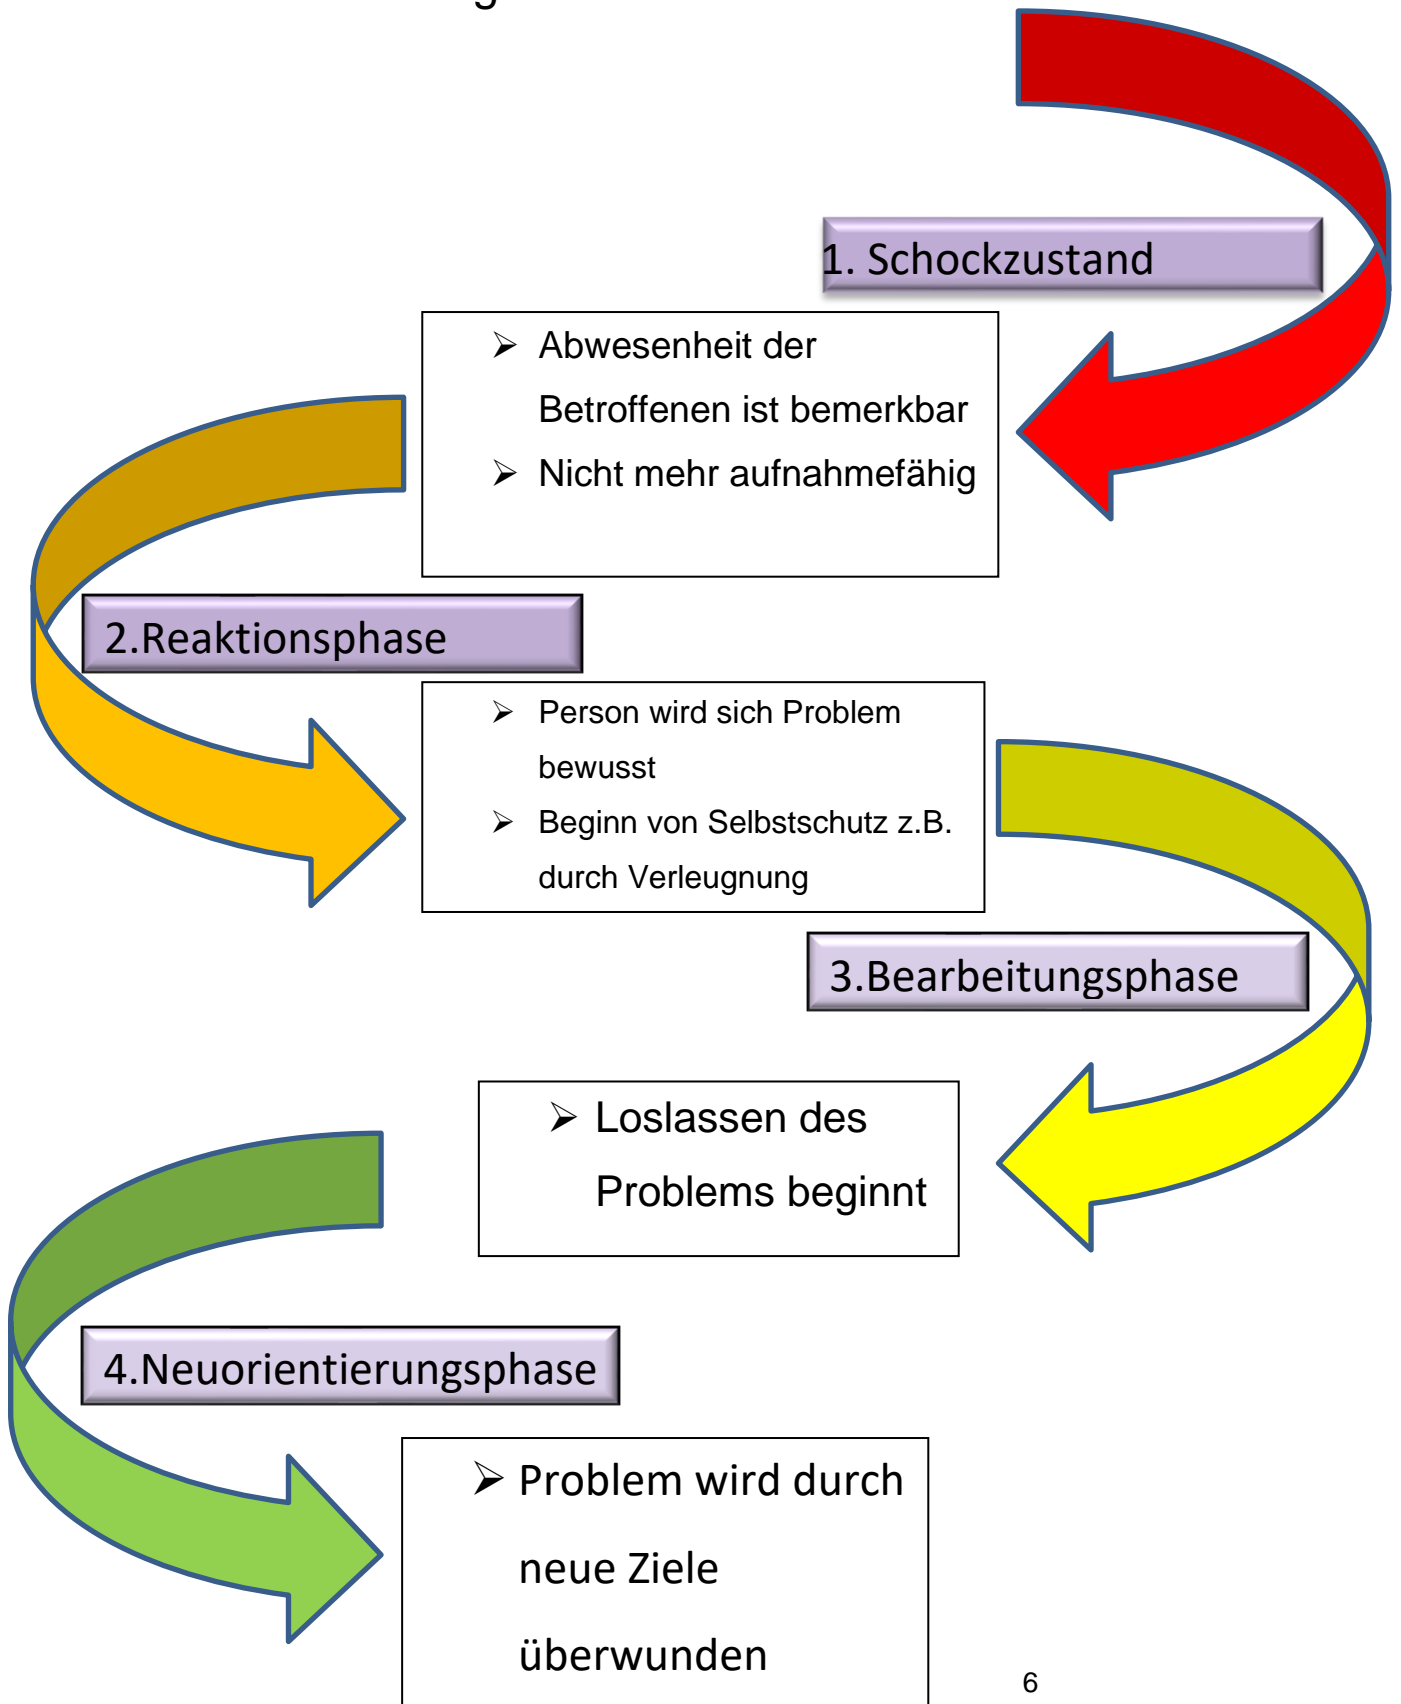 1. Schockzustand
➢ Abwesenheit der
Betroffenen ist bemerkbar
➢ Nicht mehr aufnahmefähig
2.Reaktionsphase
➢ Person wird sich Problem
bewusst
➢ Beginn von Selbstschutz z.B.
durch Verleugnung
3.Bearbeitungsphase
➢ Loslassen des
Problems beginnt
4.Neuorientierungsphase
➢ Problem wird durch
neue Ziele
überwunden
6